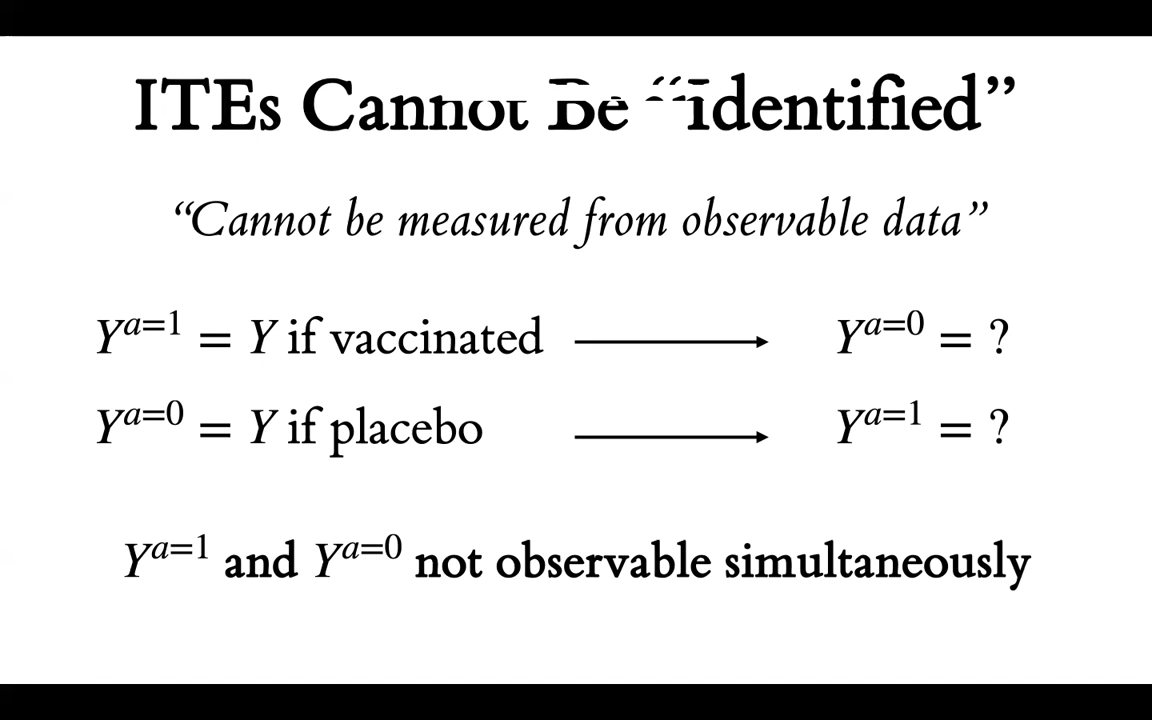 ITEs Cannot Be “Identified”
“Cannot be measured from observable data”
Yᵃ⁼¹ = Y if vaccinated → Yᵃ⁼⁰ = ?
Yᵃ⁼⁰ = Y if placebo → Yᵃ⁼¹ = ?
Yᵃ⁼¹ and Yᵃ⁼⁰ not observable simultaneously